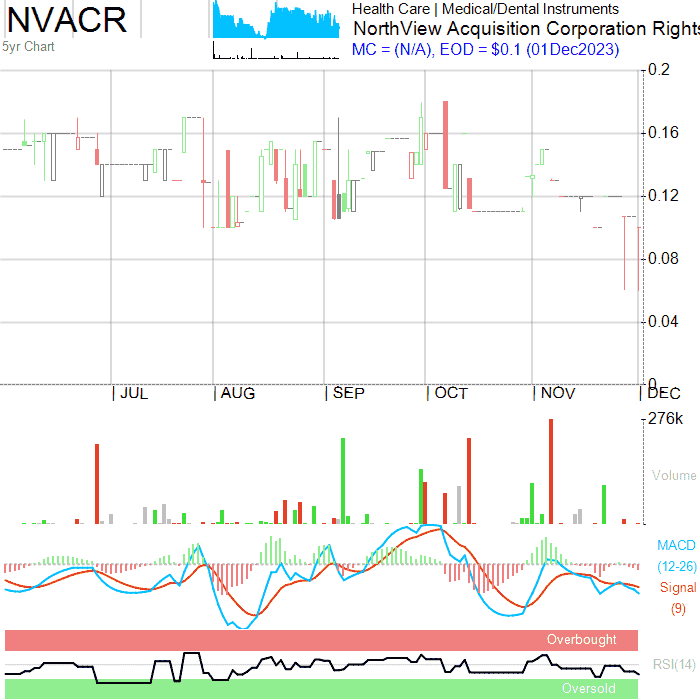 NVACR
5yr Chart
Health Care | Medical/Dental Instruments
NorthView Acquisition Corporation Rights
MC = (N/A), EOD = $0.1 (01Dec2023)
0.2
0.16
0.12
0.08
0.04
0
JUL AUG SEP OCT NOV DEC
276k
Volume
MACD
(12-26)
Signal
(9)
Overbought
RSI(14)
Oversold